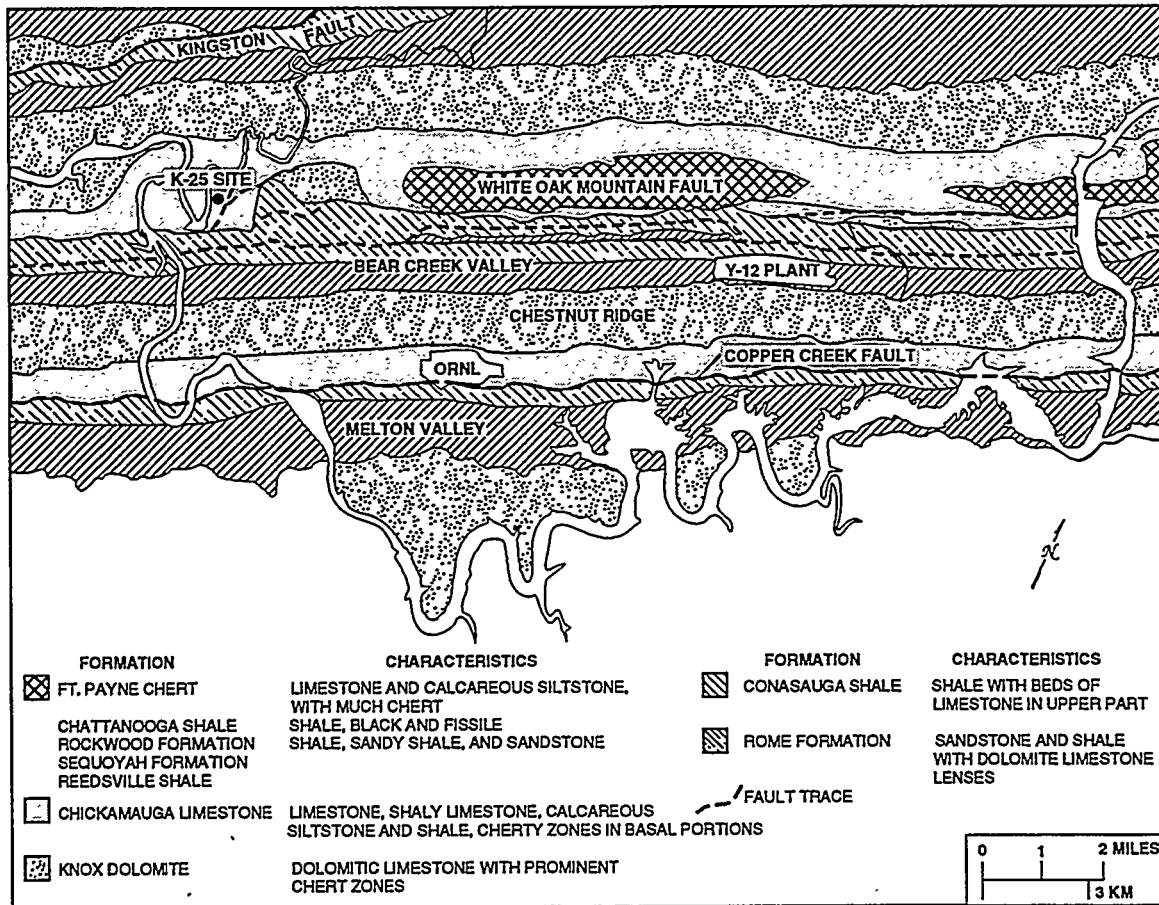 KINGSTON FAULT
K-25 SITE
WHITE OAK MOUNTAIN FAULT
BEAR CREEK VALLEY
Y-12 PLANT
CHESTNUT RIDGE
COPPER CREEK FAULT
ORNL
MELTON VALLEY
N
FORMATION
CHARACTERISTICS
FT. PAYNE CHERT
LIMESTONE AND CALCAREOUS SILTSTONE,
WITH MUCH CHERT
CHATTANOOGA SHALE
SHALE, BLACK AND FISSILE
ROCKWOOD FORMATION
SHALE, SANDY SHALE, AND SANDSTONE
SEQUOYAH FORMATION
REEDSVILLE SHALE
CHICKAMAUGA LIMESTONE
LIMESTONE, SHALY LIMESTONE, CALCAREOUS
SILTSTONE AND SHALE, CHERTY ZONES IN BASAL PORTIONS
KNOX DOLOMITE
DOLOMITIC LIMESTONE WITH PROMINENT
CHERT ZONES
FORMATION
CHARACTERISTICS
CONASAUGA SHALE
SHALE WITH BEDS OF
LIMESTONE IN UPPER PART
ROME FORMATION
SANDSTONE AND SHALE
WITH DOLOMITE LIMESTONE
LENSES
FAULT TRACE
0 1 2 MILES
3 KM